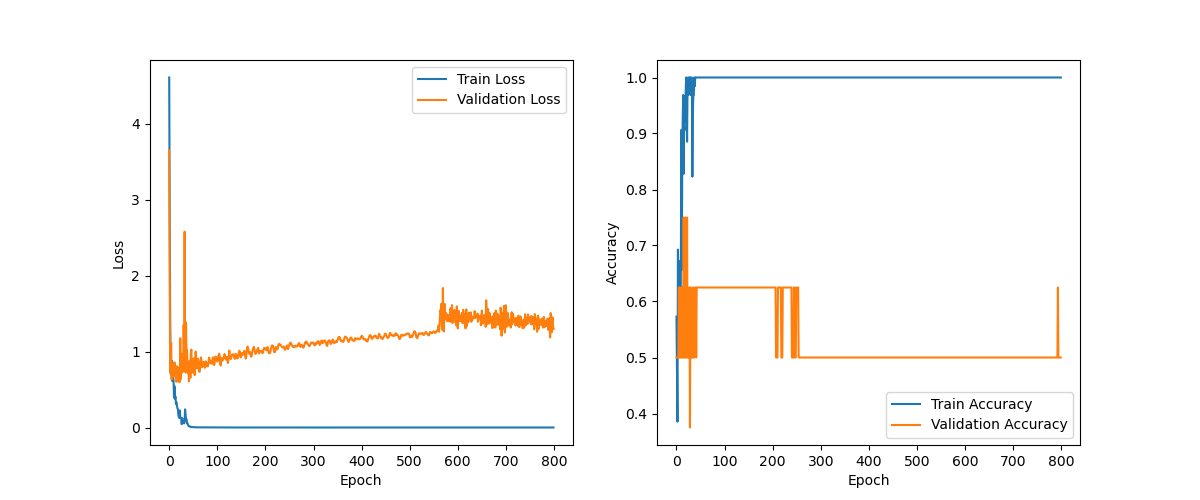 Train Loss
Validation Loss
4
3
2
1
0
0 100 200 300 400 500 600 700 800
Epoch
Loss
1.0
0.9
0.8
0.7
0.6
0.5
0.4
Train Accuracy
Validation Accuracy
0 100 200 300 400 500 600 700 800
Epoch
Accuracy